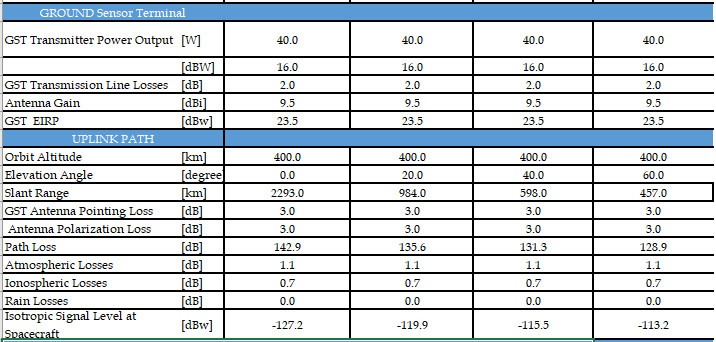 GROUND Sensor Terminal
GST Transmitter Power Output [W] 40.0 40.0 40.0 40.0
[dBW] 16.0 16.0 16.0 16.0
GST Transmission Line Losses [dB] 2.0 2.0 2.0 2.0
Antenna Gain [dBi] 9.5 9.5 9.5 9.5
GST EIRP [dBw] 23.5 23.5 23.5 23.5
UPLINK PATH
Orbit Altitude [km] 400.0 400.0 400.0 400.0
Elevation Angle [degree 0.0 20.0 40.0 60.0
Slant Range [km] 2293.0 984.0 598.0 457.0
GST Antenna Pointing Loss [dB] 3.0 3.0 3.0 3.0
Antenna Polarization Loss [dB] 3.0 3.0 3.0 3.0
Path Loss [dB] 142.9 135.6 131.3 128.9
Atmospheric Losses [dB] 1.1 1.1 1.1 1.1
Ionospheric Losses [dB] 0.7 0.7 0.7 0.7
Rain Losses [dB] 0.0 0.0 0.0 0.0
Isotropic Signal Level at
Spacecraft [dBw] -127.2 -119.9 -115.5 -113.2